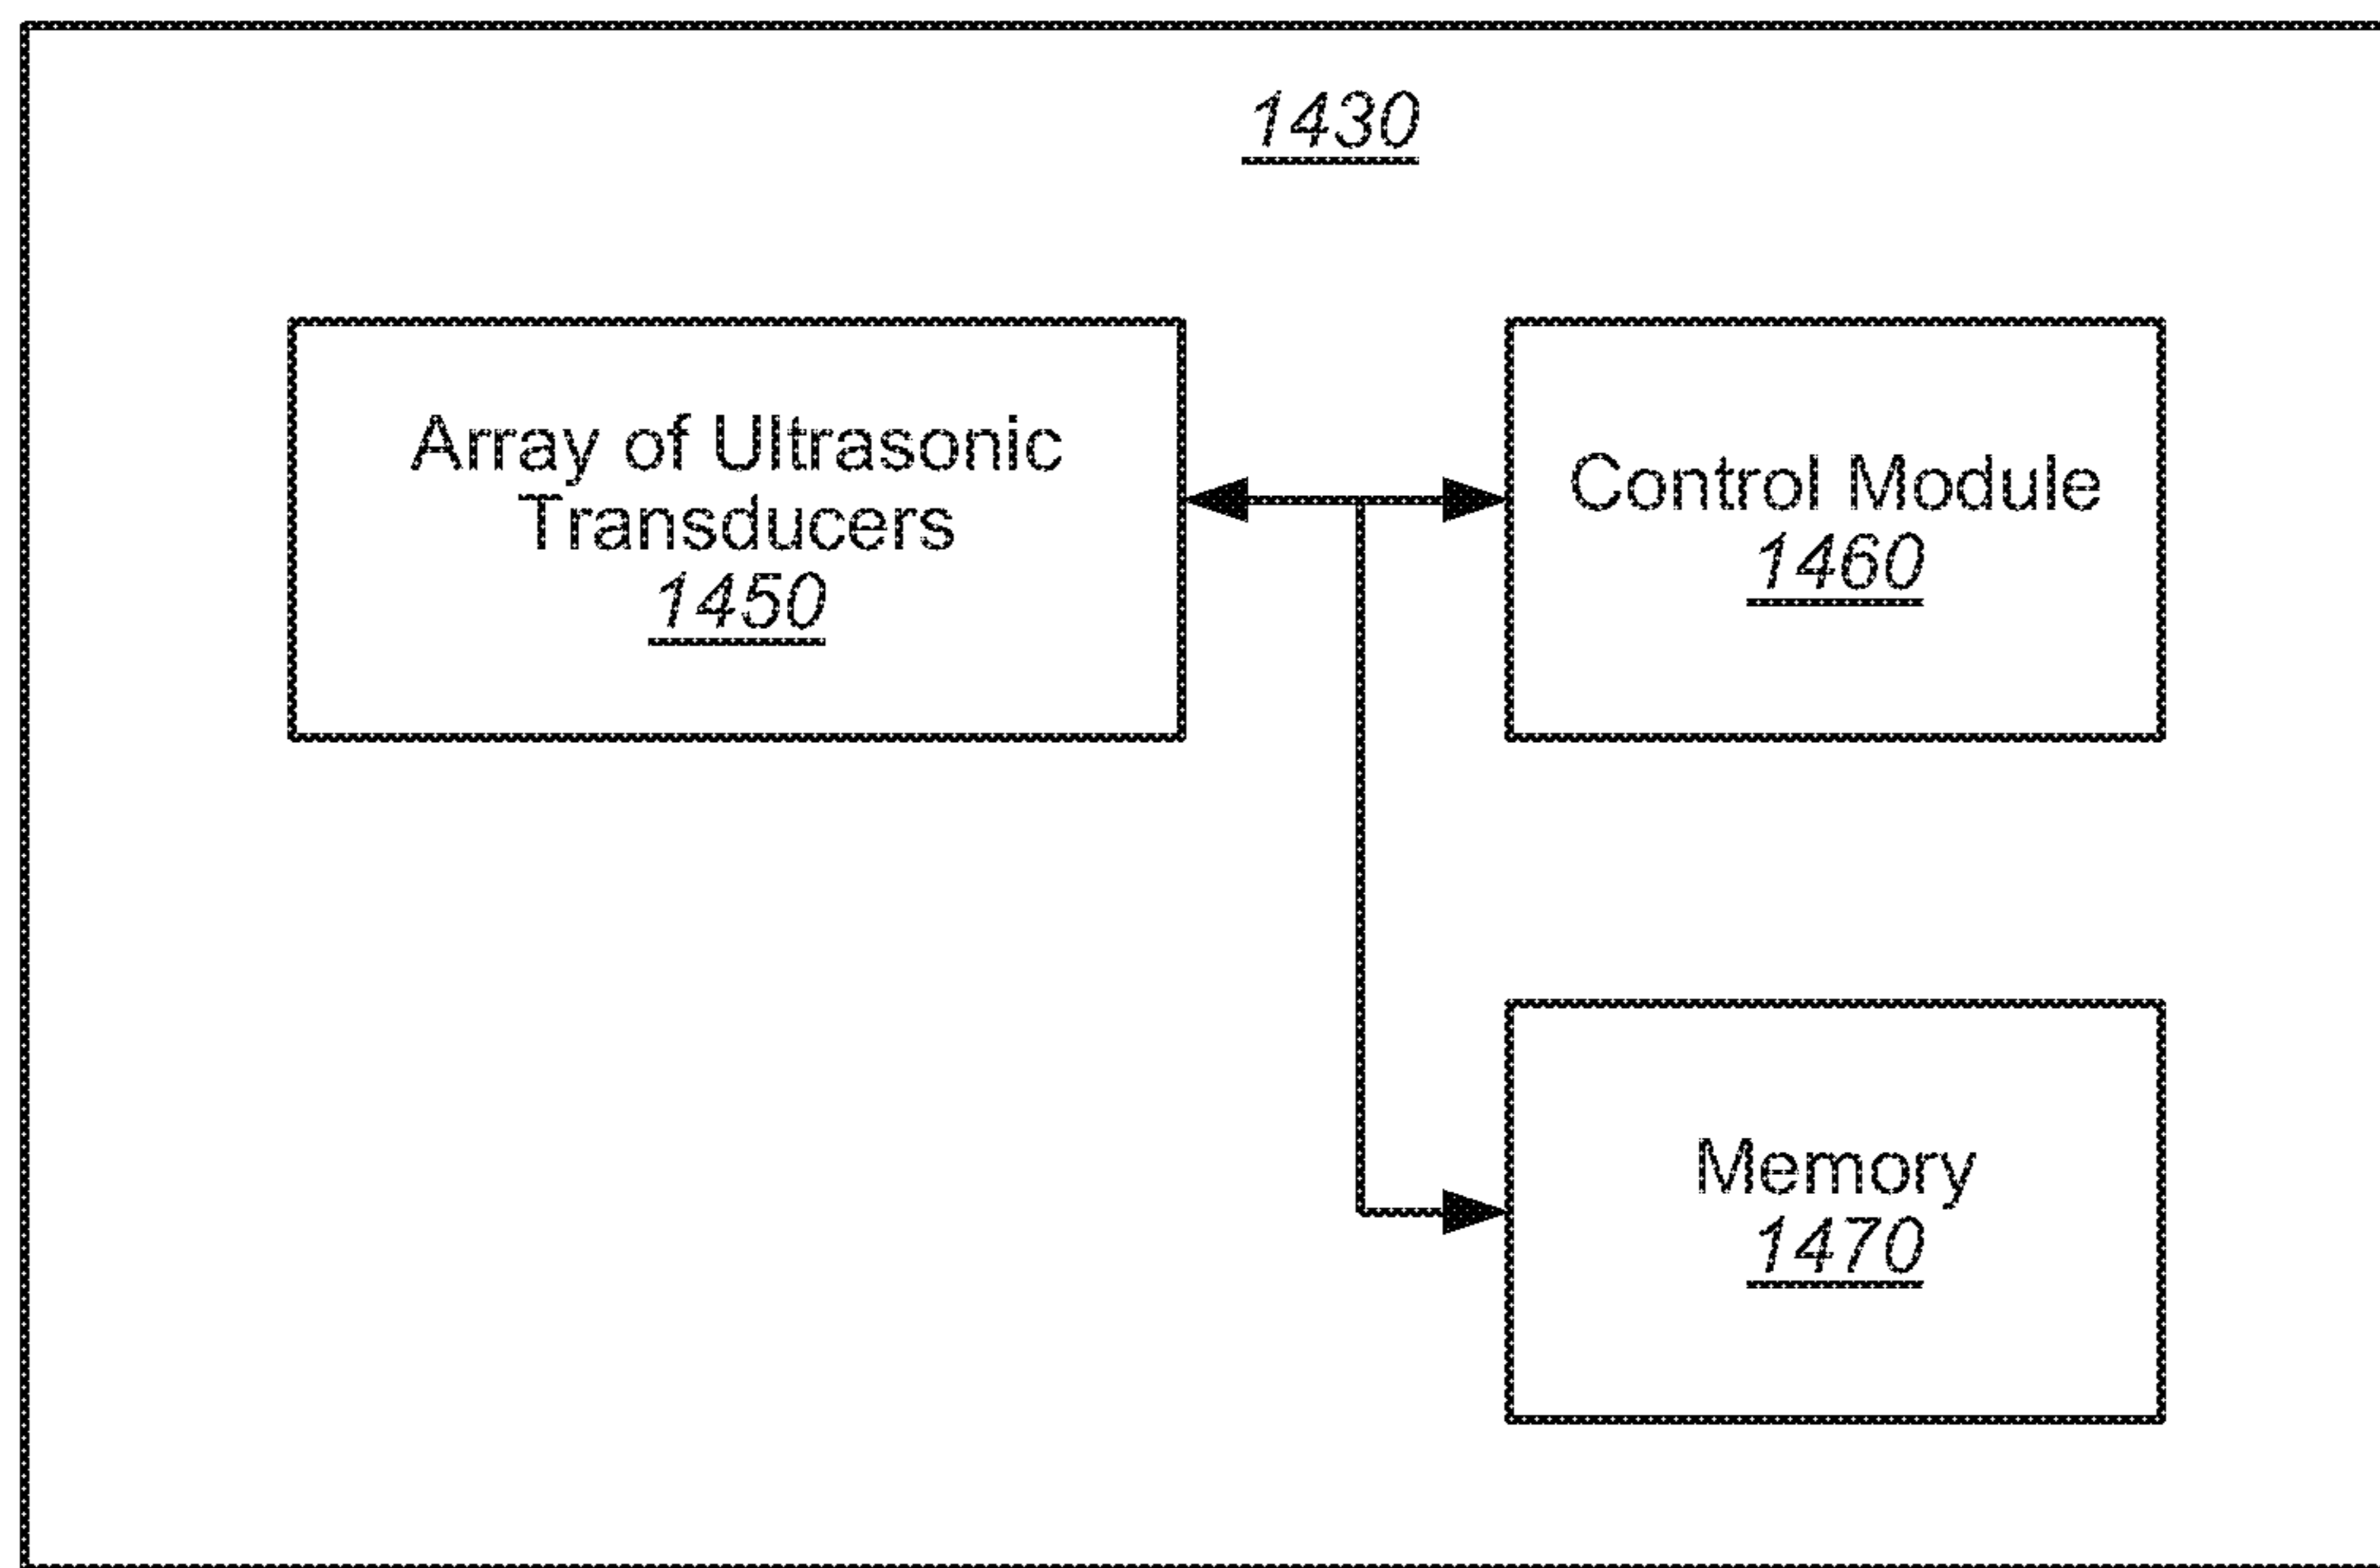 1430
Array of Ultrasonic
Transducers
1450
Control Module
1460
Memory
1470